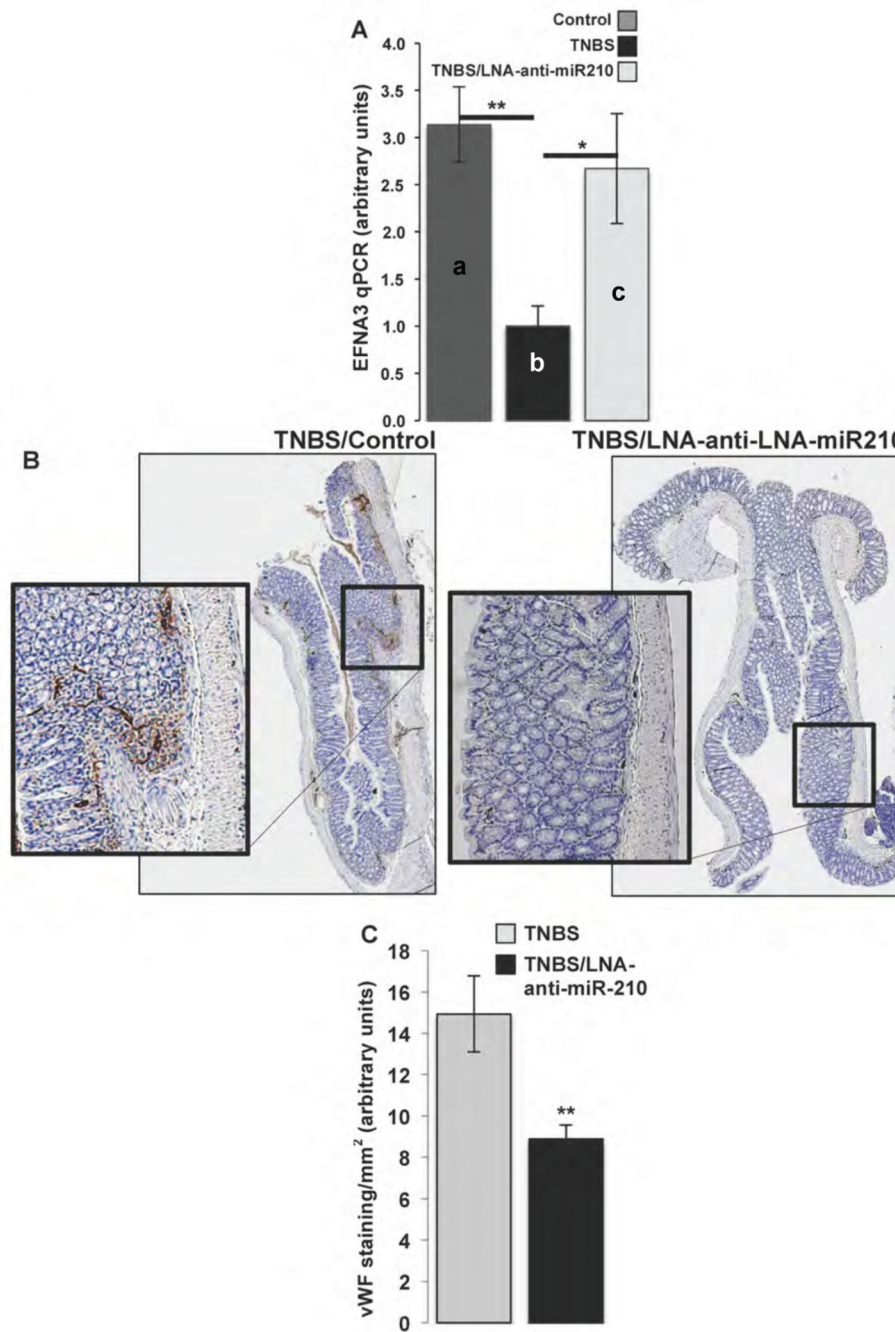 A
Control
TNBS
TNBS/LNA-anti-miR210
EFNA3 qPCR (arbitrary units)
4.0
3.5
3.0
2.5
2.0
1.5
1.0
0.5
0.0
**
*
a
b
c
B
TNBS/Control
TNBS/LNA-anti-LNA-miR210
C
TNBS
TNBS/LNA-
anti-miR-210
vWF staining/mm² (arbitrary units)
18
16
14
12
10
8
6
4
2
0
**